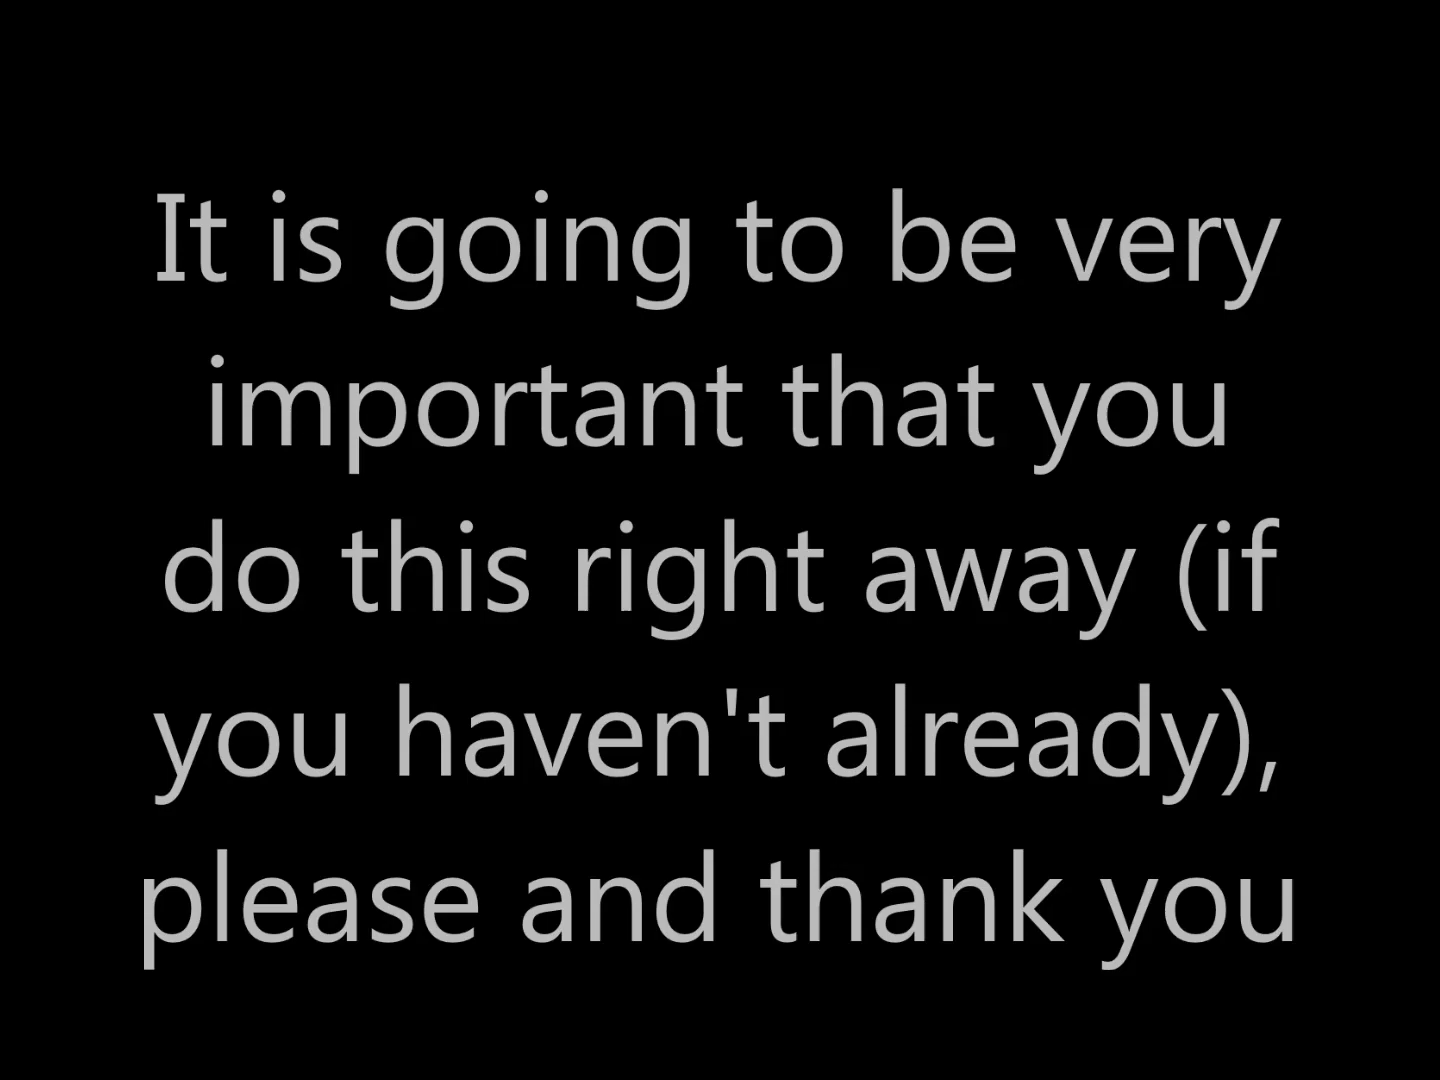 It is going to be very
important that you
do this right away (if
you haven't already),
please and thank you